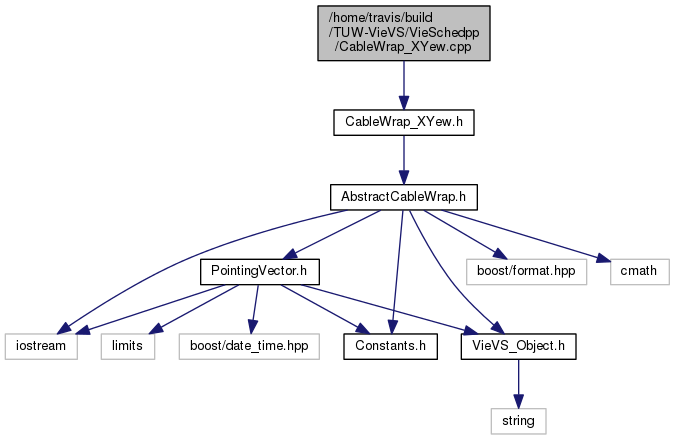 /home/travis/build
/TUW-VieVS/VieSchedpp
/CableWrap_XYew.cpp
CableWrap_XYew.h
AbstractCableWrap.h
PointingVector.h
boost/format.hpp
cmath
iostream
limits
boost/date_time.hpp
Constants.h
VieVS_Object.h
string